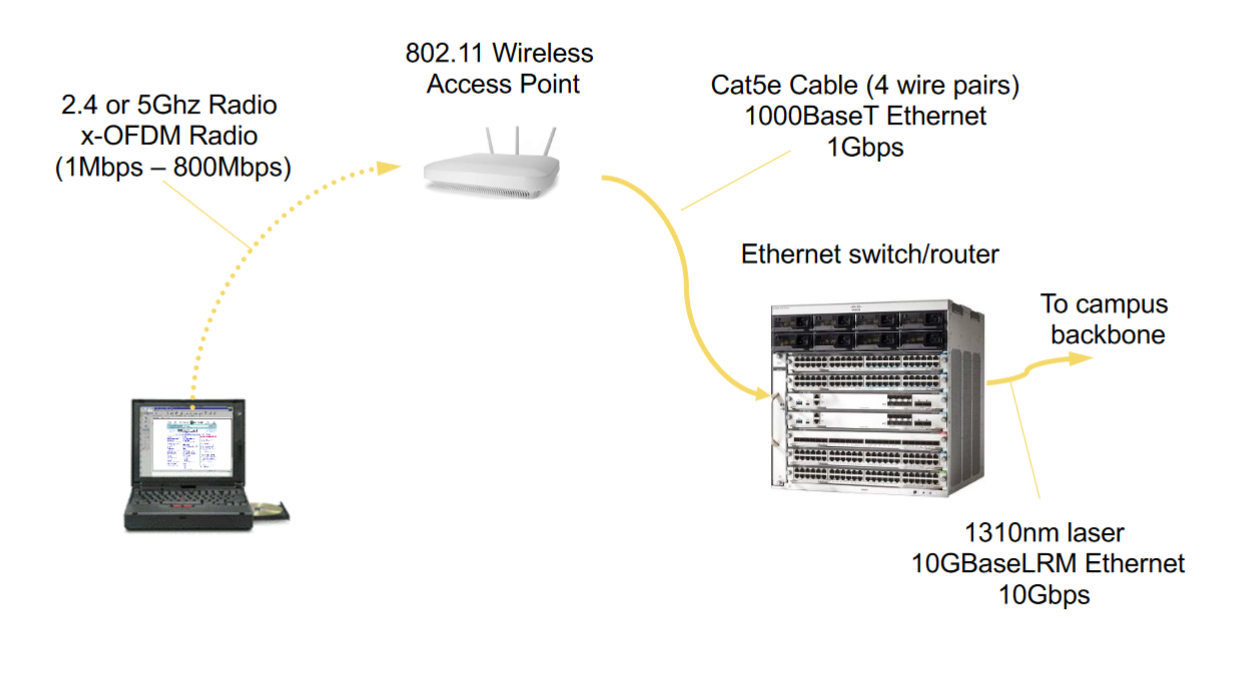 802.11 Wireless
Access Point
2.4 or 5Ghz Radio
x-OFDM Radio
(1Mbps – 800Mbps)
Cat5e Cable (4 wire pairs)
1000BaseT Ethernet
1Gbps
Ethernet switch/router
To campus
backbone
1310nm laser
10GBaseLRM Ethernet
10Gbps